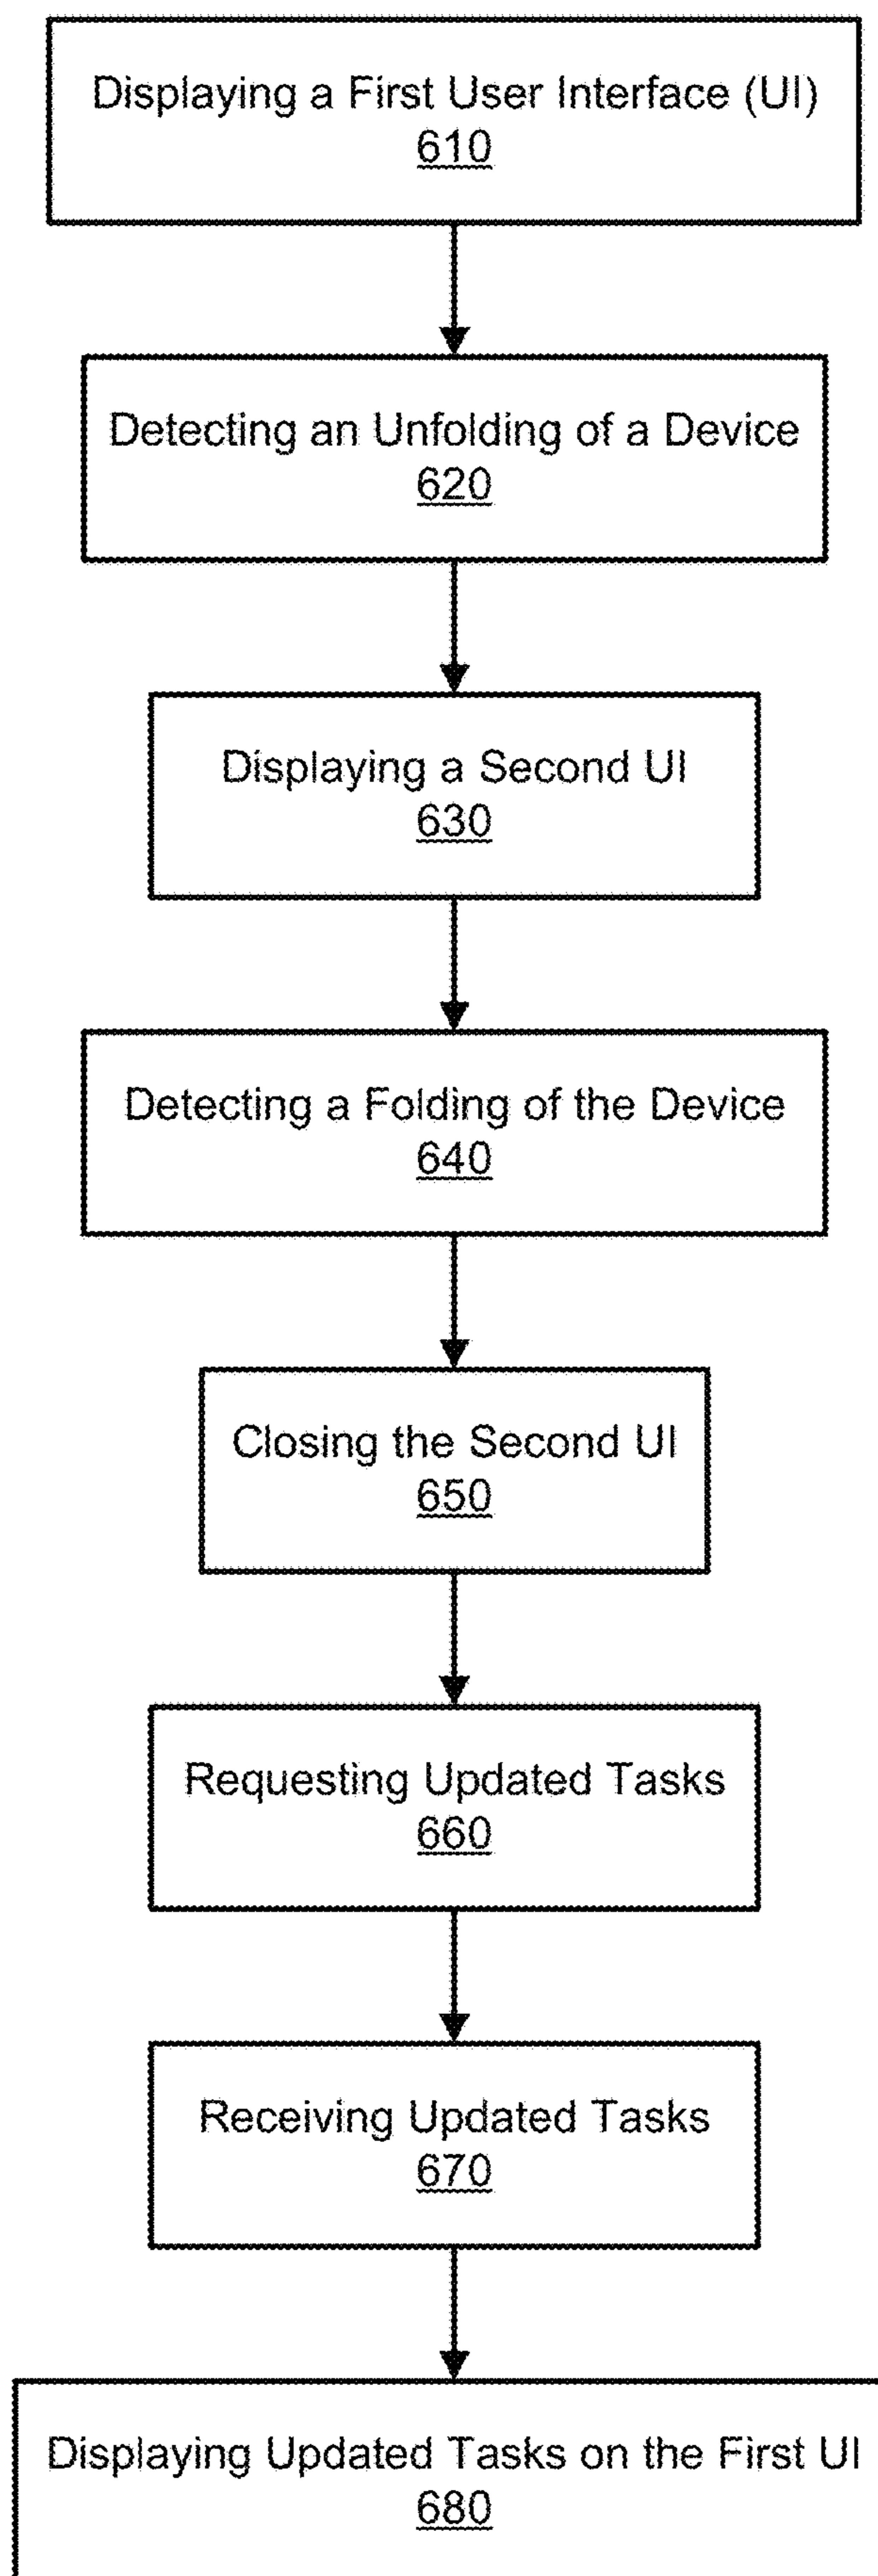 Displaying a First User Interface (UI)
610
Detecting an Unfolding of a Device
620
Displaying a Second UI
630
Detecting a Folding of the Device
640
Closing the Second UI
650
Requesting Updated Tasks
660
Receiving Updated Tasks
670
Displaying Updated Tasks on the First UI
680